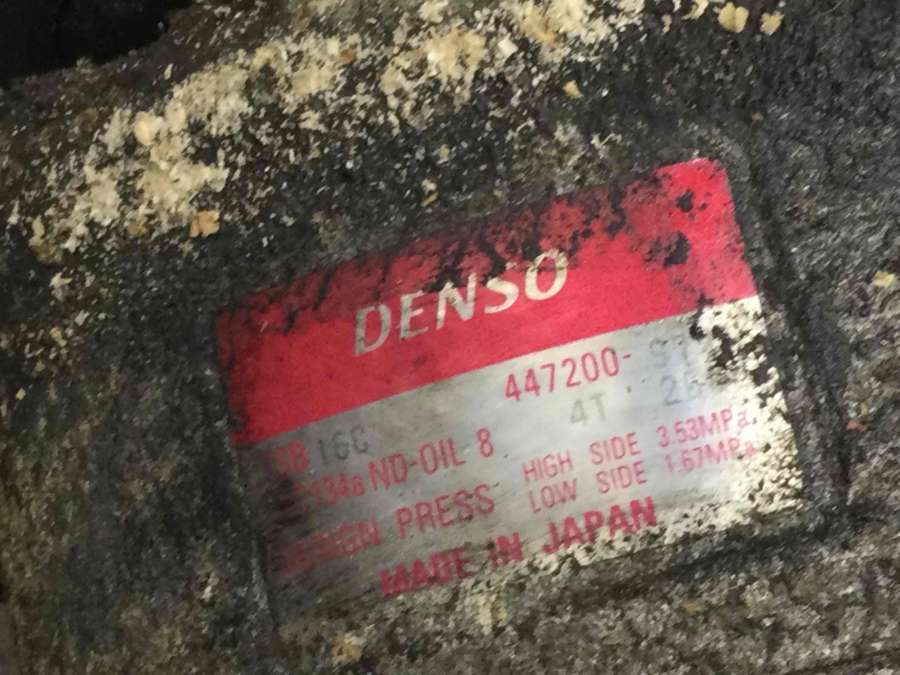 DENSO
447200-
16C 4T
ND-OIL 8 HIGH SIDE 3.53MPa
DESIGN PRESS LOW SIDE 1.67MPa
MADE IN JAPAN